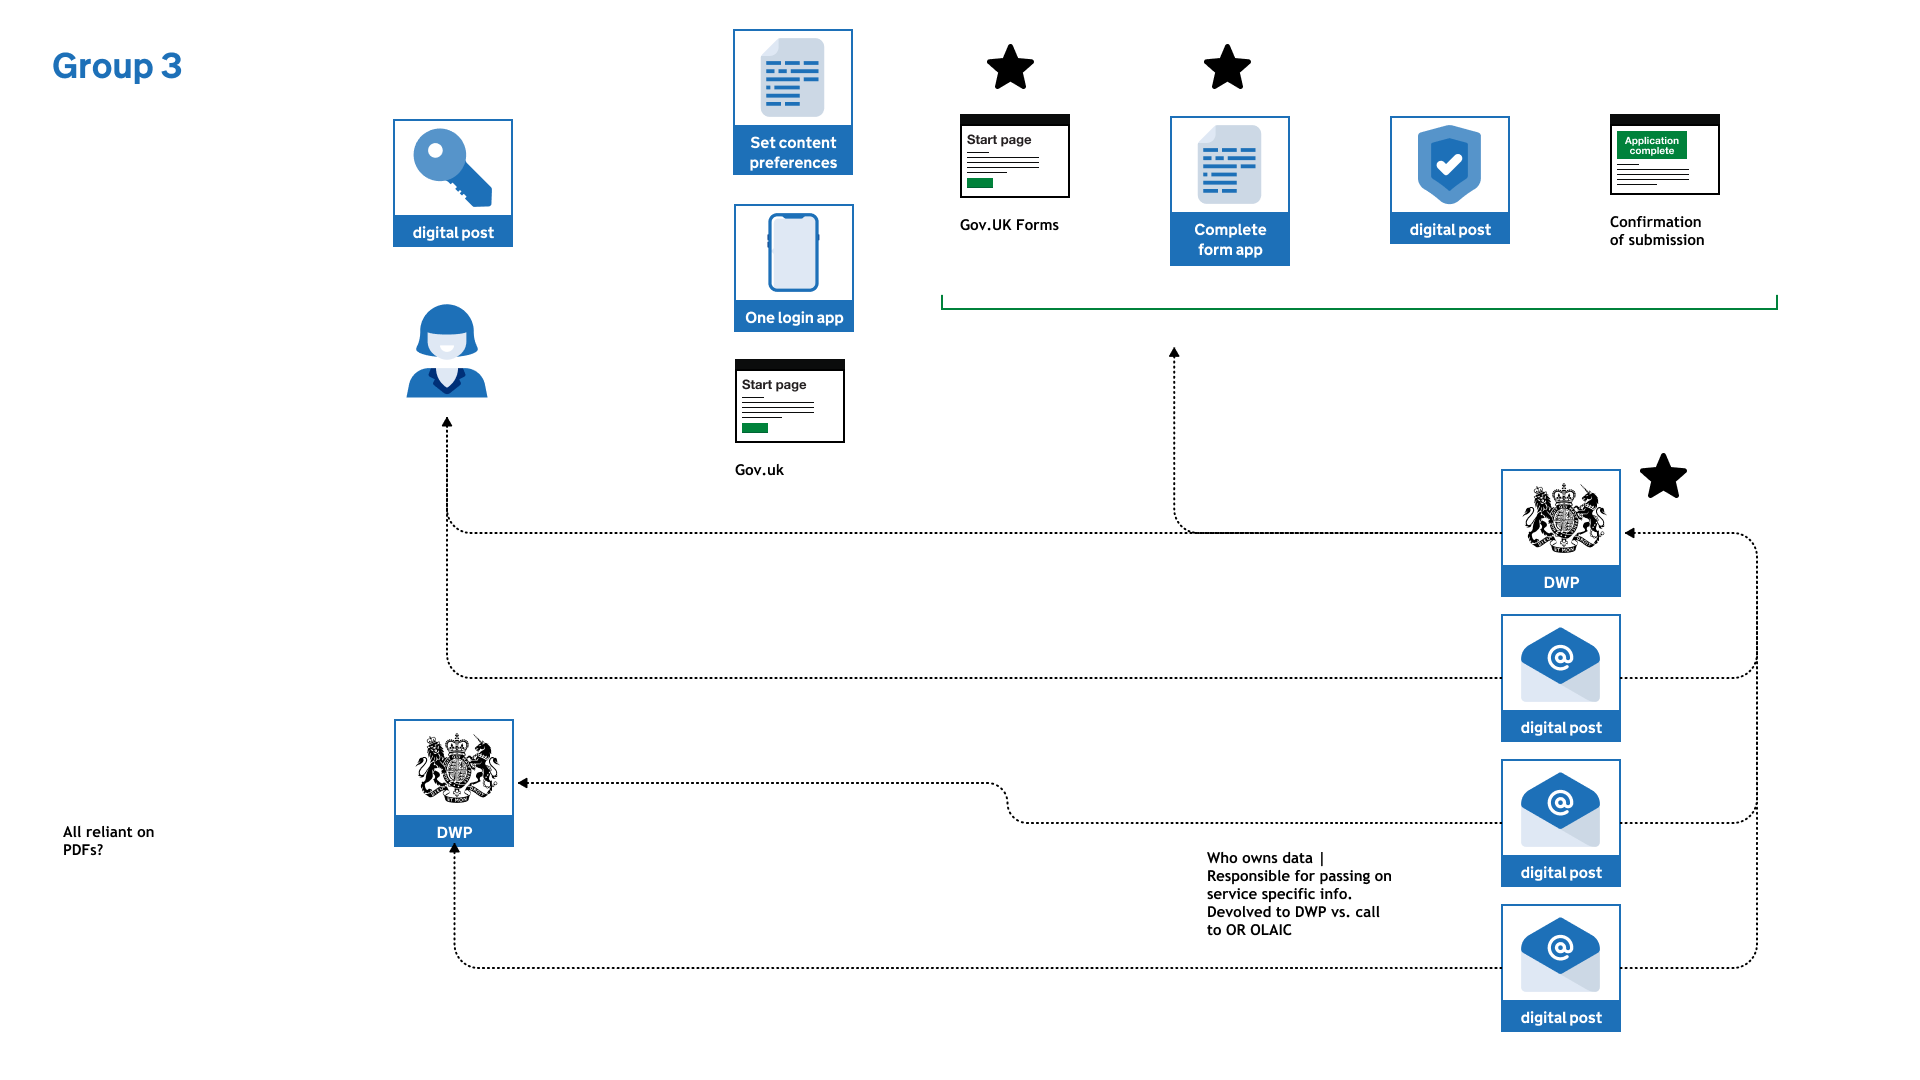 Group 3
digital post
Set content
preferences
One login app
Start page
Gov.uk
Start page
Gov.UK Forms
Complete
form app
digital post
Application
complete
Confirmation
of submission
DWP
digital post
digital post
digital post
DWP
All reliant on
PDFs?
Who owns data |
Responsible for passing on
service specific info.
Devolved to DWP vs. call
to OR OLAIC